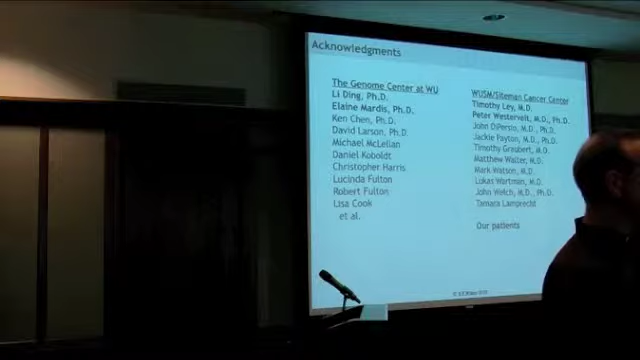 Acknowledgments
The Genome Center at WU
Li Ding, Ph.D.
Elaine Mardis, Ph.D.
Ken Chen, Ph.D.
David Larson, Ph.D.
Michael McLellan
Daniel Koboldt
Christopher Harris
Lucinda Fulton
Robert Fulton
Lisa Cook
et al.
WUSM/Siteman Cancer Center
Timothy Ley, M.D.
Peter Westervelt, M.D., Ph.D.
John DiPersio, M.D., Ph.D.
Jackie Payton, M.D., Ph.D.
Timothy Graubert, M.D.
Matthew Walter, M.D.
Mark Watson, M.D.
Lukas Wartman, M.D.
John Welch, M.D., Ph.D.
Tamara Lamprecht
Our patients